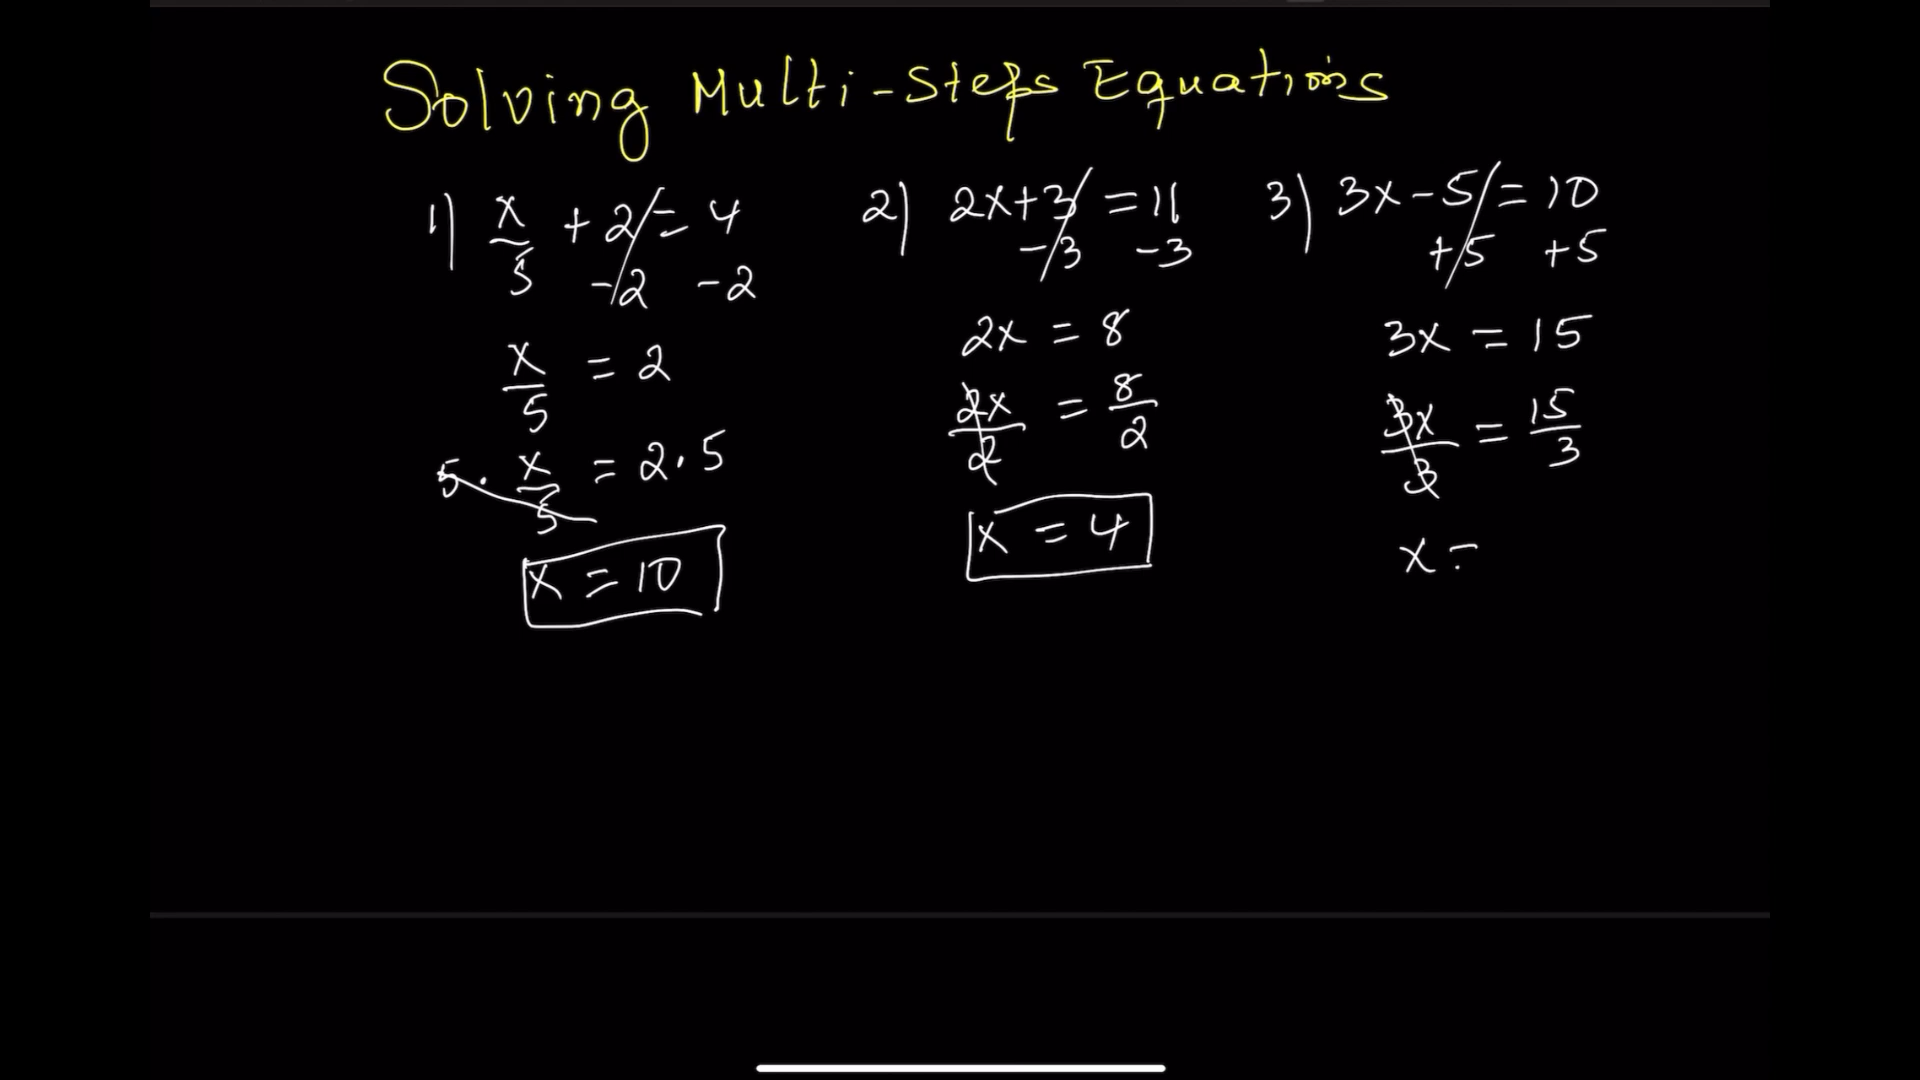 Solving Multi-Steps Equations
1) x/5 + 2 = 4
-2 -2
x/5 = 2
5 · x/5 = 2 · 5
x = 10
2) 2x+3 = 11
-3 -3
2x = 8
2x/2 = 8/2
x = 4
3) 3x-5 = 10
+5 +5
3x = 15
3x/3 = 15/3
x =